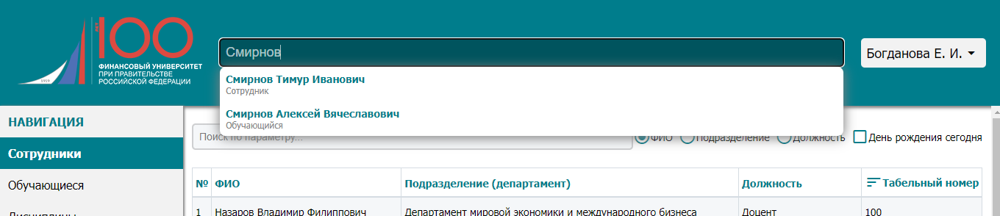 ЛЕТ
100
ФИНАНСОВЫЙ УНИВЕРСИТЕТ
ПРИ ПРАВИТЕЛЬСТВЕ
РОССИЙСКОЙ ФЕДЕРАЦИИ
1919
Смирнов
Богданова Е. И.
Смирнов Тимур Иванович
Сотрудник
Смирнов Алексей Вячеславович
Обучающийся
НАВИГАЦИЯ
Сотрудники
Обучающиеся
Дисциплины
Поиск по параметру...
ФИО Подразделение Должность День рождения сегодня
№ ФИО Подразделение (департамент) Должность Табельный номер
1 Назаров Владимир Филиппович Департамент мировой экономики и международного бизнеса Доцент 100